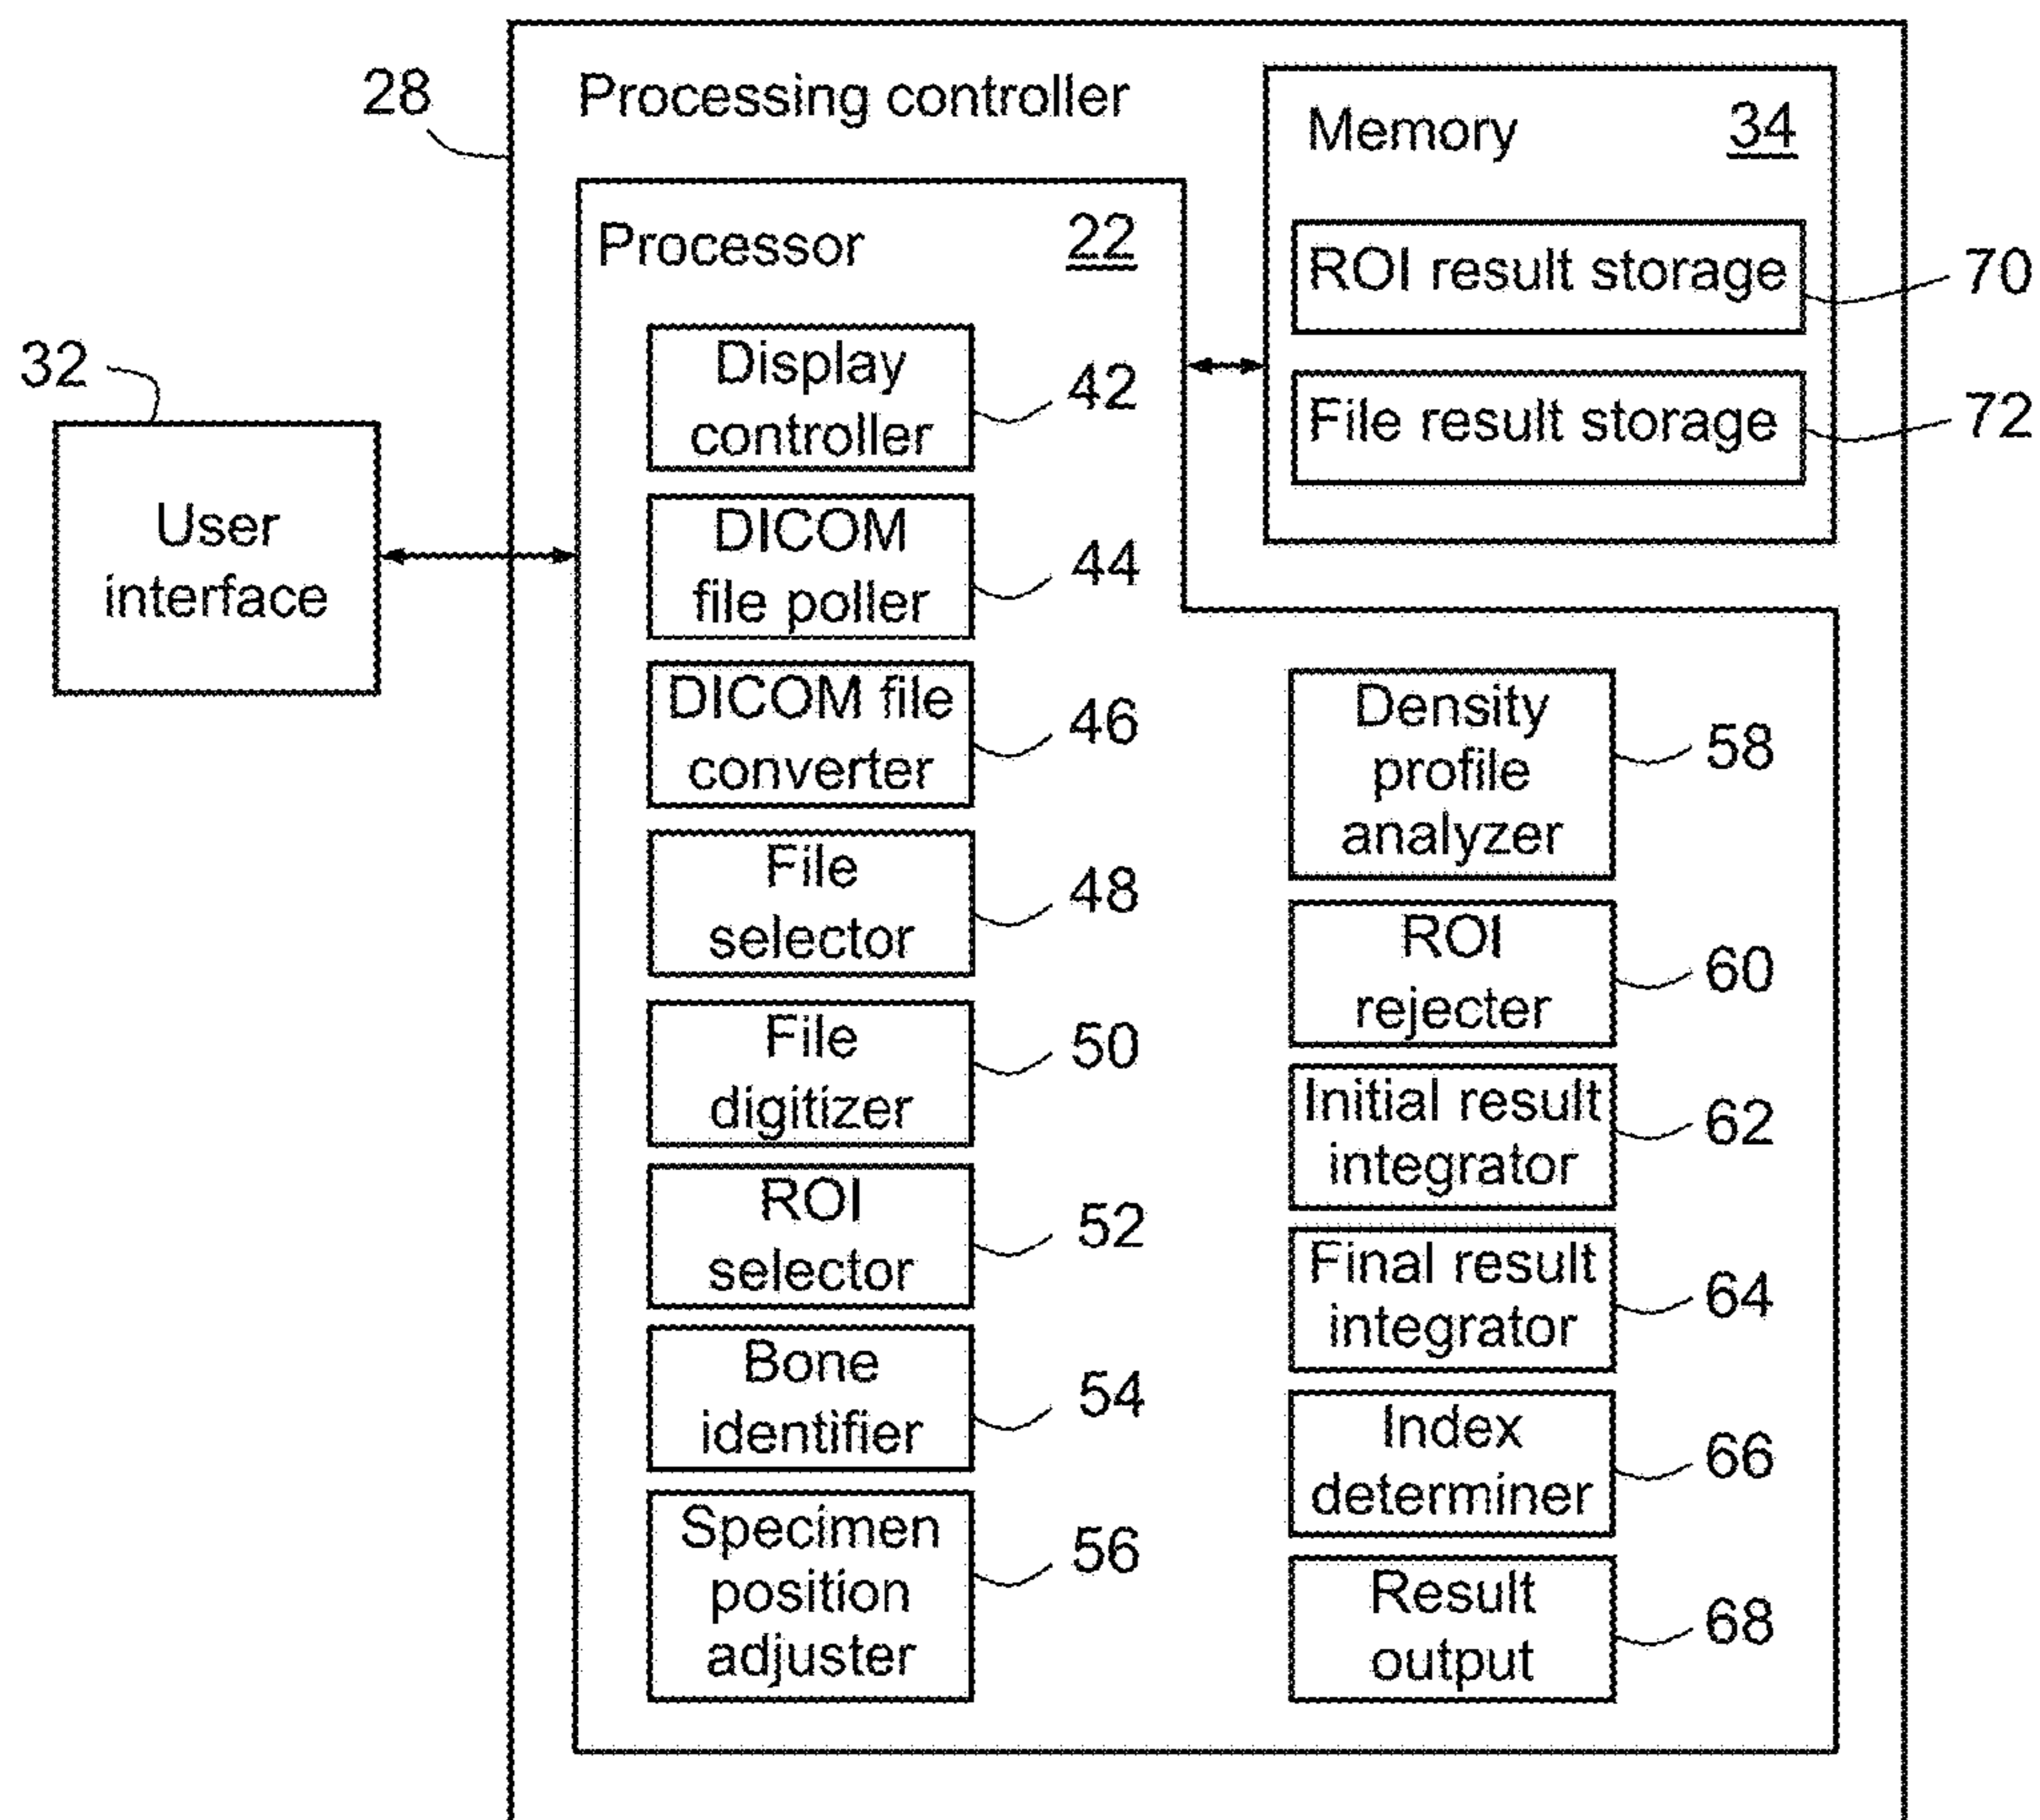 28
Processing controller
Memory
34
ROI result storage
70
File result storage
72
32
User
interface
Processor
22
Display
controller
42
DICOM
file poller
44
DICOM file
converter
46
File
selector
48
File
digitizer
50
ROI
selector
52
Bone
identifier
54
Specimen
position
adjuster
56
Density
profile
analyzer
58
ROI
rejecter
60
Initial result
integrator
62
Final result
integrator
64
Index
determiner
66
Result
output
68